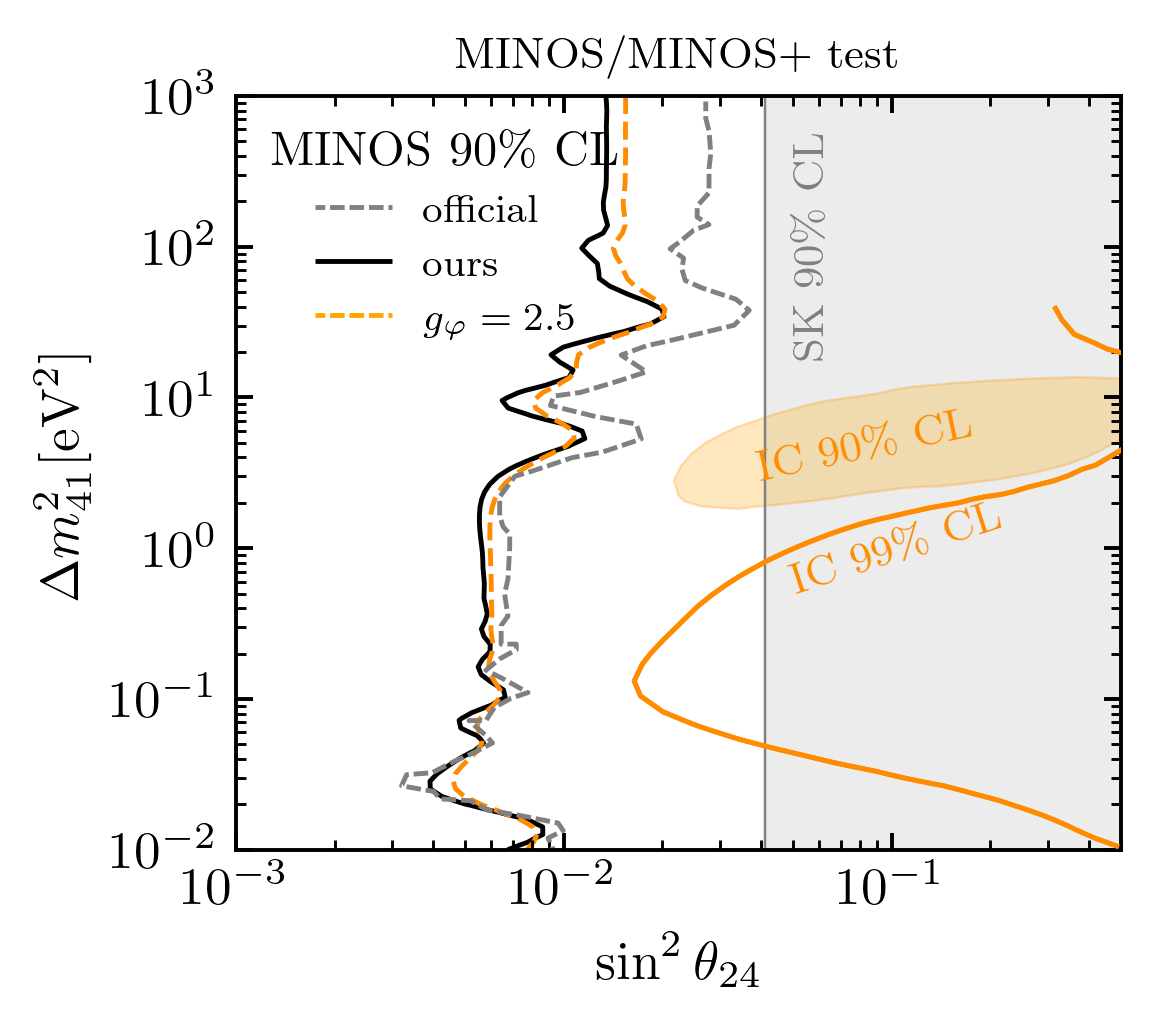 MINOS/MINOS+ test
10³
10²
10¹
10⁰
10⁻¹
10⁻²
Δm²₄₁[eV²]
MINOS 90% CL
official
ours
gᵩ = 2.5
SK 90% CL
IC 90% CL
IC 99% CL
10⁻³
10⁻²
10⁻¹
sin² θ₂₄